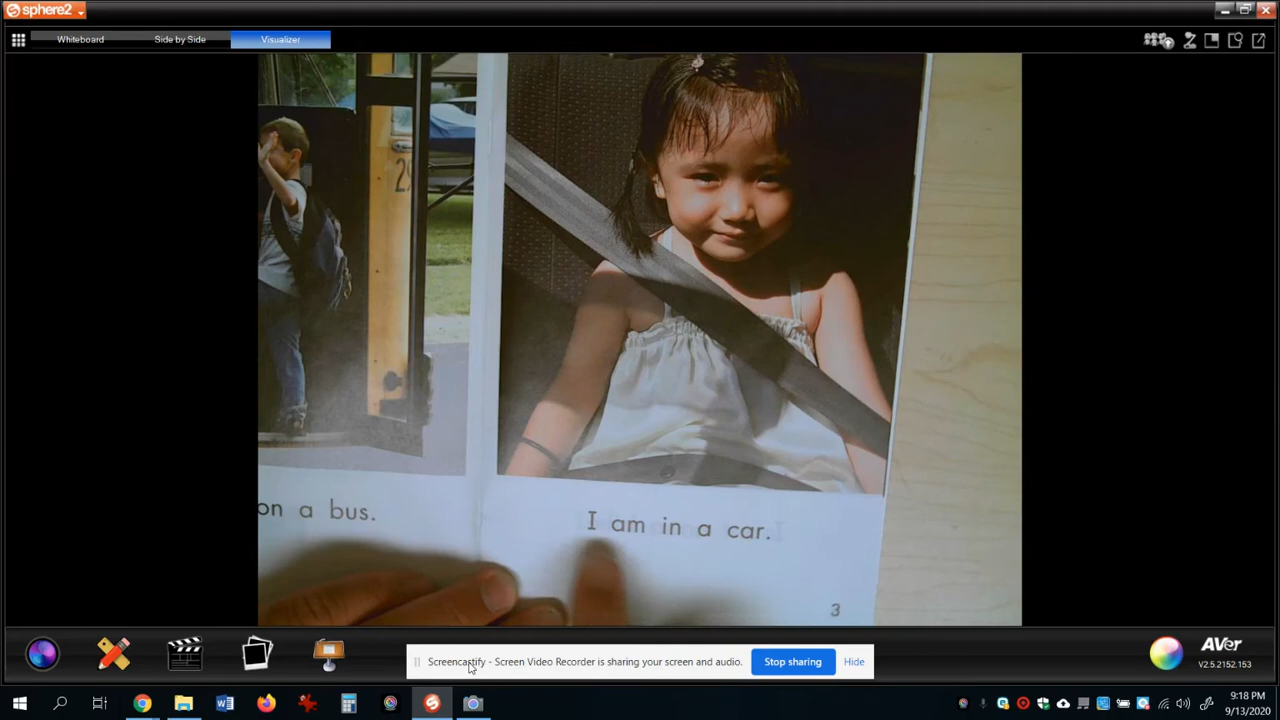 sphere2
Whiteboard
Side by Side
Visualizer
29
on a bus.
I am in a car.
3
Screencastify - Screen Video Recorder is sharing your screen and audio.
Stop sharing
Hide
AVer
V2.5.2152.153
9:18 PM
9/13/2020